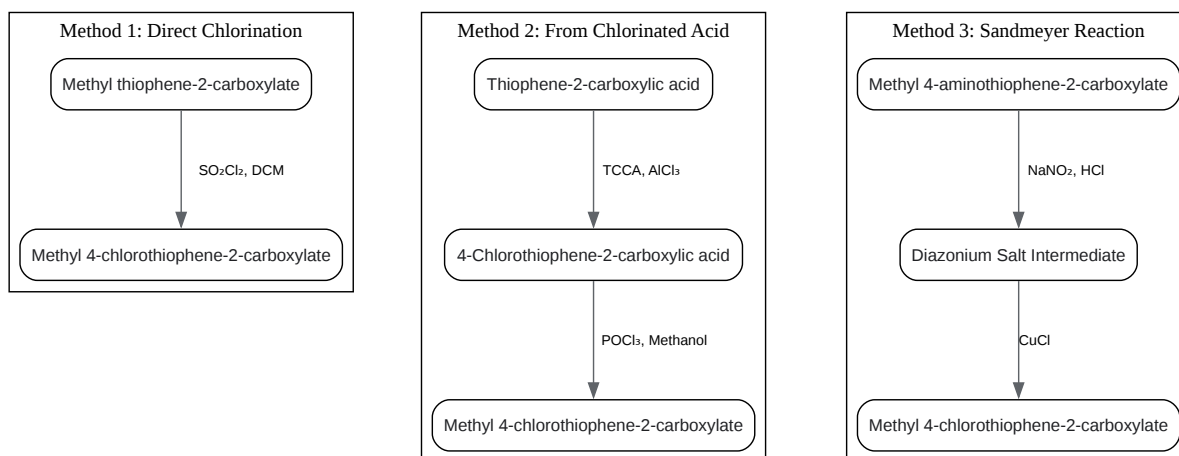 Method 1: Direct Chlorination
Methyl thiophene-2-carboxylate
SO₂Cl₂, DCM
Methyl 4-chlorothiophene-2-carboxylate
Method 2: From Chlorinated Acid
Thiophene-2-carboxylic acid
TCCA, AlCl₃
4-Chlorothiophene-2-carboxylic acid
POCl₃, Methanol
Methyl 4-chlorothiophene-2-carboxylate
Method 3: Sandmeyer Reaction
Methyl 4-aminothiophene-2-carboxylate
NaNO₂, HCl
Diazonium Salt Intermediate
CuCl
Methyl 4-chlorothiophene-2-carboxylate